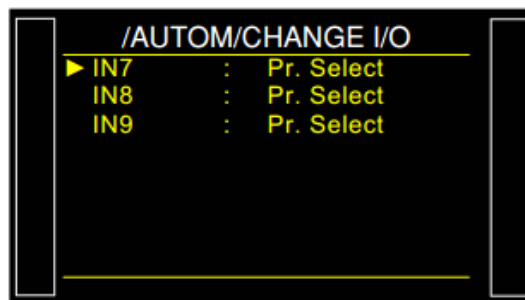 /AUTOM/CHANGE I/O
IN7 : Pr. Select
IN8 : Pr. Select
IN9 : Pr. Select